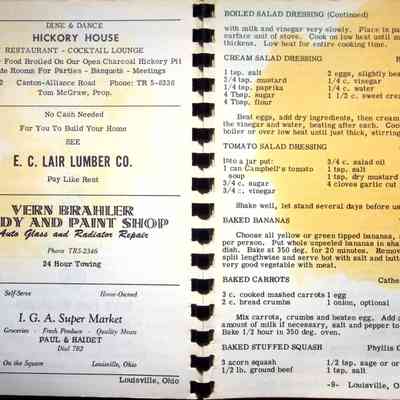 DINE & DANCE
HICKORY HOUSE
RESTAURANT - COCKTAIL LOUNGE
Food Broiled On Our Open Charcoal Hickory Pit
Rooms For Parties - Banquets - Meetings
Canton-Alliance Road Phone: TR 5-8338
Tom McGraw, Prop.
No Cash Needed
For You To Build Your Home
SEE
E. C. LAIR LUMBER CO.
Pay Like Rent
VERN BRAHLER
DY AND PAINT SHOP
Auto Glass and Radiator Repair
Phone TR5-2346
24 Hour Towing
Self-Serve Home-Owned
I. G. A. Super Market
Groceries - Fresh Produce - Quality Meats
PAUL & HAIDET
Dial 782
On the Square Louisville, Ohio
Louisville, Ohio
BOILED SALAD DRESSING (Continued)
with milk and vinegar very slowly. Place in pa
surface unit of stove. Cook on low heat until m
thickens. Low heat for entire cooking time.
CREAM SALAD DRESSING
1 tsp. salt 2 eggs, slightly bea
3/4 tsp. mustard 1/4 c. vinegar
1/4 tsp. paprika 1/4 c. water
4 Tbsp. sugar 1 1/2 c. sweet crea
4 Tbsp. flour
Beat eggs, add dry ingredients, then cream
the vinegar and water, beating after each. Coo
boiler or over low heat until just thick, stirring
TOMATO SALAD DRESSING
Into a jar put: 3/4 c. salad oil
1 can Campbell's tomato 1 tsp. salt
soup 1 tsp. dry mustard
3/4 c. sugar 4 cloves garlic cut
3/4 c. vinegar
Shake well, let stand several days before us
BAKED BANANAS
Choose all yellow or green tipped bananas,
per person. Put whole unpeeled bananas in sha
dish. Bake at 350 deg. for 20 minutes. Remov
split lengthwise and serve hot with salt and butt
very good vegetable with meat.
BAKED CARROTS Cathe
3 c. cooked mashed carrots 1 egg
2 c. bread crumbs 1 onion, optional
Mix carrots, crumbs and beaten egg. Add
amount of milk if necessary, salt and pepper to
Bake 1/2 hour in 350 deg. oven.
BAKED STUFFED SQUASH Phyllis
3 acorn squash 1/2 tsp. sage or
1/2 lb. ground beef 1 tsp. salt
-9- Louisville, O